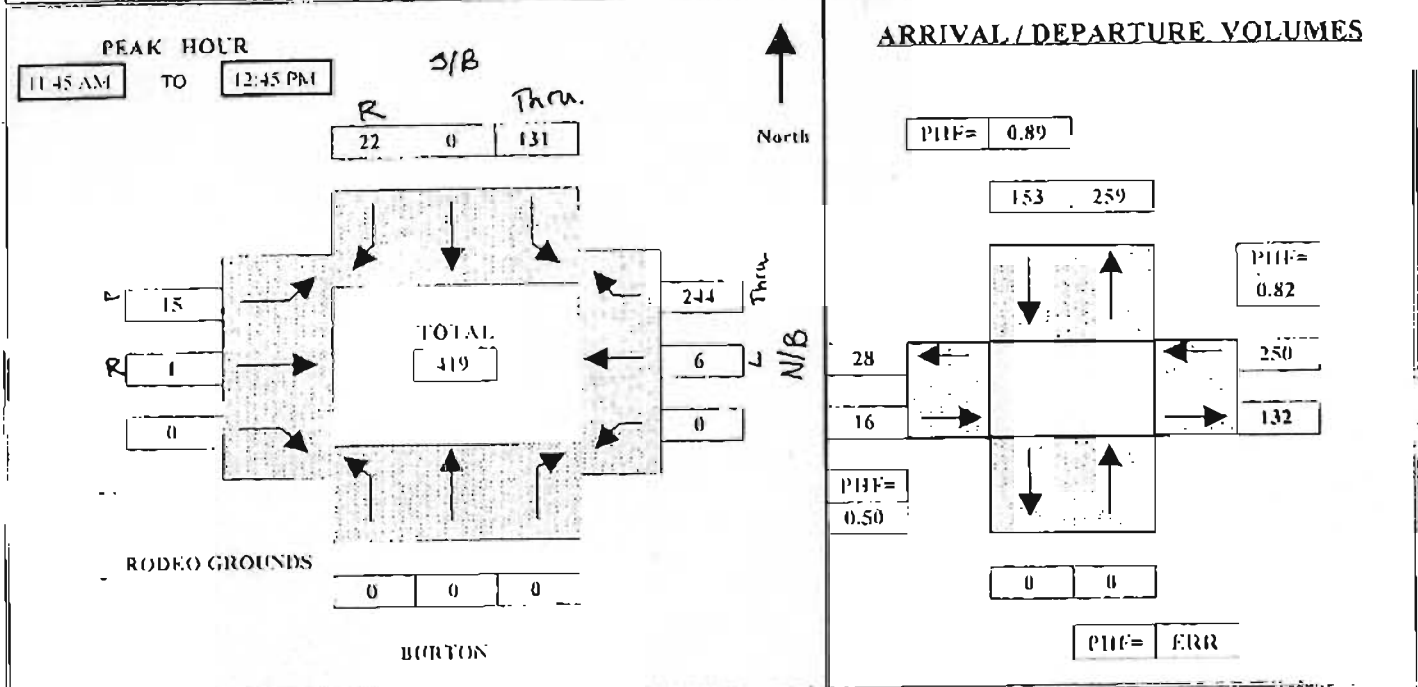 ARRIVAL / DEPARTURE VOLUMES
PEAK HOUR
11:45 AM TO 12:45 PM
S/B
R Thru.
22 0 131
North
PHF= 0.89
153 259
PHF=
0.82
15
244 Thru
TOTAL
419
R 1
6 L
N/B
28
250
0
0
16
132
PHF=
0.50
RODEO GROUNDS
0 0 0
0 0
BURTON
PHF= ERR